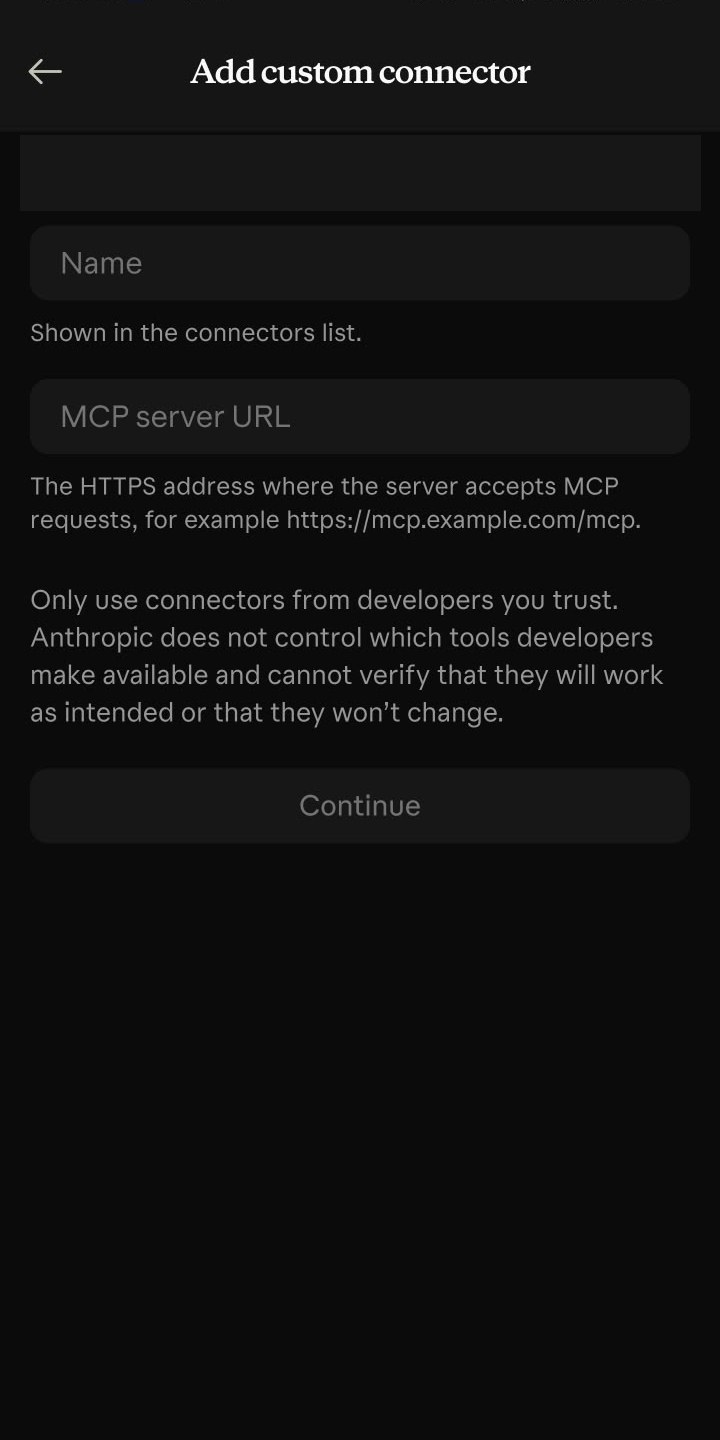 Add custom connector
Name
Shown in the connectors list.
MCP server URL
The HTTPS address where the server accepts MCP
requests, for example https://mcp.example.com/mcp.
Only use connectors from developers you trust.
Anthropic does not control which tools developers
make available and cannot verify that they will work
as intended or that they won’t change.
Continue